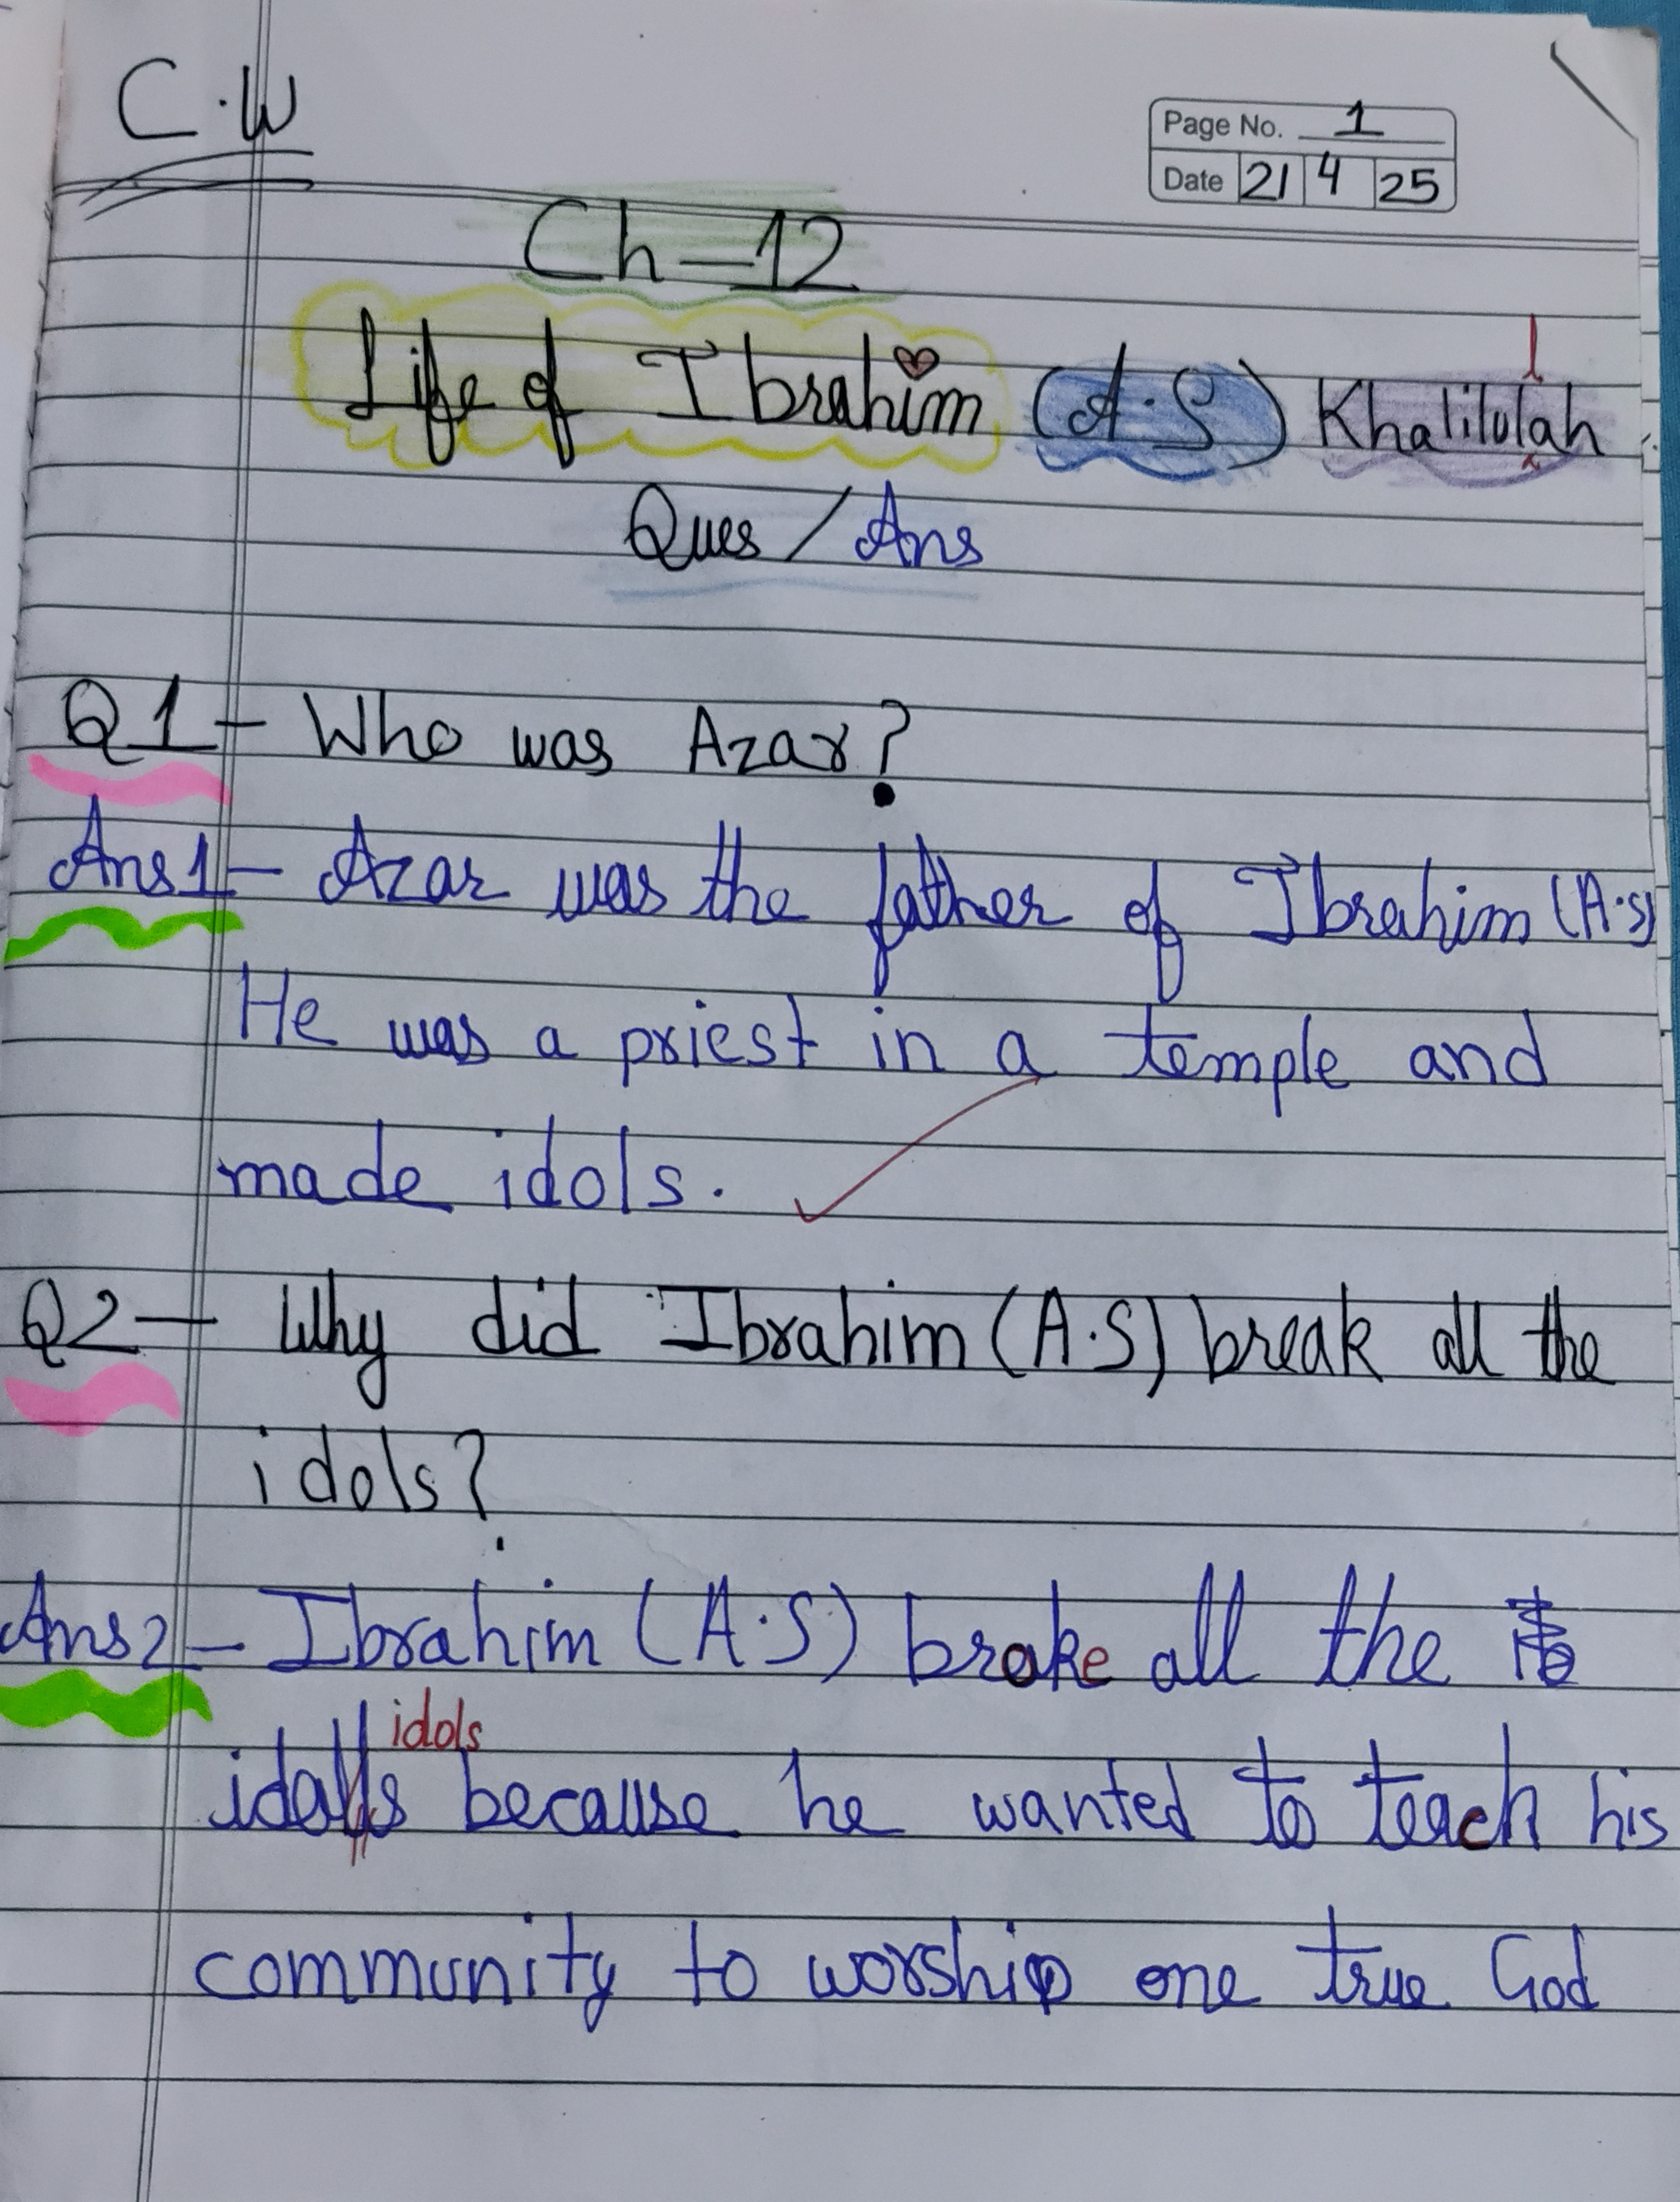 C.W
Page No. 1
Date 21 4 25
Ch-12
l
Life of Ibrahim (A.S) Khalilulah
Ques / Ans
Q1- Who was Azar?
Ans1- Azar was the father of Ibrahim (A.S)
He was a priest in a temple and
made idols.
Q2- Why did Ibrahim (A.S) break all the
idols?
Ans2- Ibrahim (A.S) broke all the
idols
idalls because he wanted to teach his
community to worship one true God